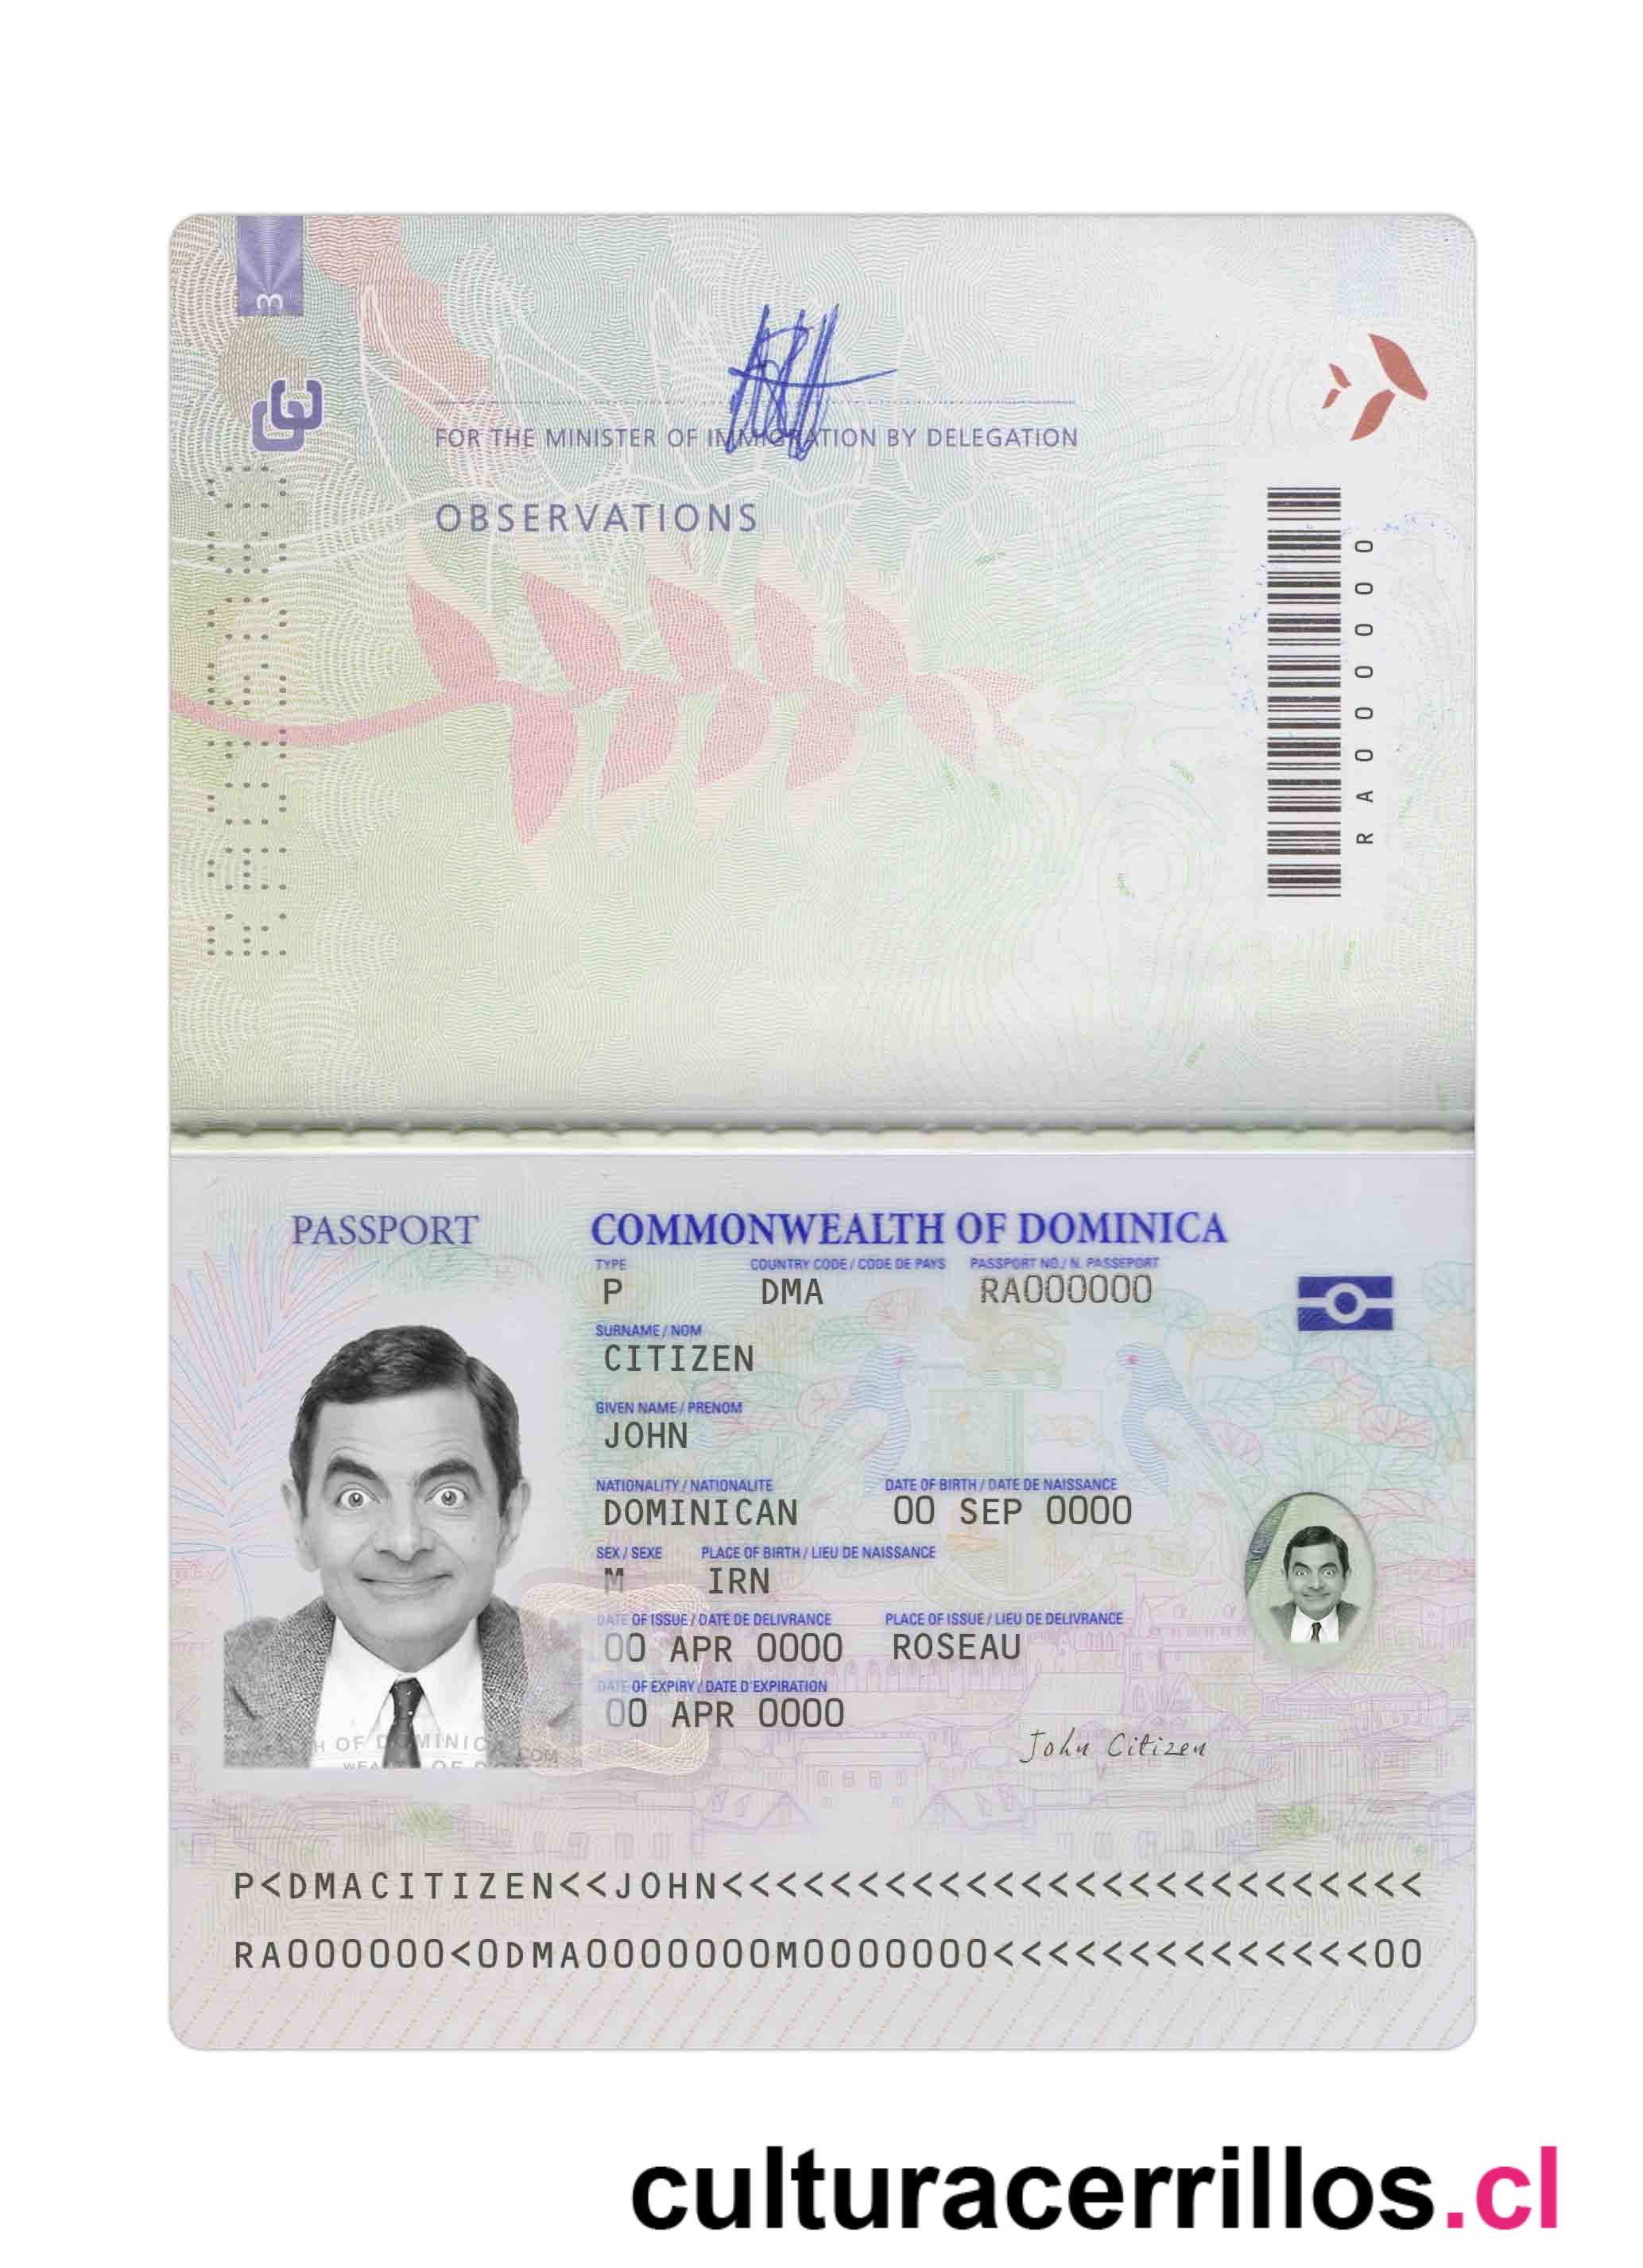 3
FOR THE MINISTER OF IMMIGRATION BY DELEGATION
OBSERVATIONS
RA000000
PASSPORT
COMMONWEALTH OF DOMINICA
TYPE COUNTRY CODE / CODE DE PAYS PASSPORT NO./ N. PASSEPORT
P DMA RA000000
SURNAME / NOM
CITIZEN
GIVEN NAME / PRENOM
JOHN
NATIONALITY / NATIONALITE DATE OF BIRTH / DATE DE NAISSANCE
DOMINICAN 00 SEP 0000
SEX / SEXE PLACE OF BIRTH / LIEU DE NAISSANCE
M IRN
DATE OF ISSUE / DATE DE DELIVRANCE PLACE OF ISSUE / LIEU DE DELIVRANCE
00 APR 0000 ROSEAU
DATE OF EXPIRY / DATE D'EXPIRATION
00 APR 0000
John Citizen
H OF DOMINIC
P<DMACITIZEN<<JOHN<<<<<<<<<<<<<<<<<<<<<<<<<<
RA000000<0DMA0000000M0000000<<<<<<<<<<<<<<00
culturacerrillos.cl